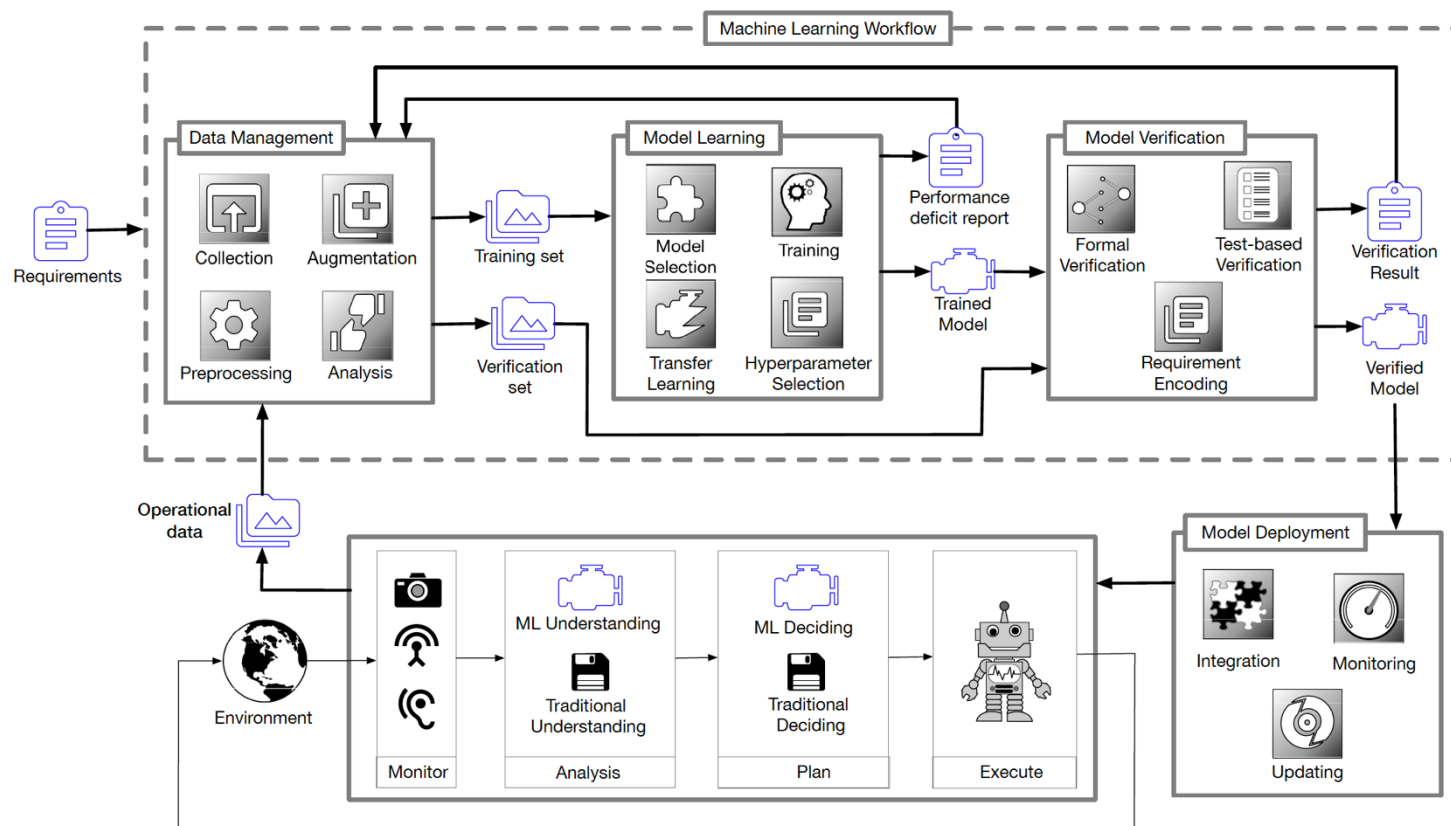 Machine Learning Workflow
Data Management
Model Learning
Model Verification
Requirements
Collection
Augmentation
Preprocessing
Analysis
Training set
Verification
set
Model
Selection
Training
Transfer
Learning
Hyperparameter
Selection
Performance
deficit report
Trained
Model
Formal
Verification
Test-based
Verification
Requirement
Encoding
Verification
Result
Verified
Model
Operational
data
Environment
Monitor
ML Understanding
Traditional
Understanding
Analysis
ML Deciding
Traditional
Deciding
Plan
Execute
Model Deployment
Integration
Monitoring
Updating